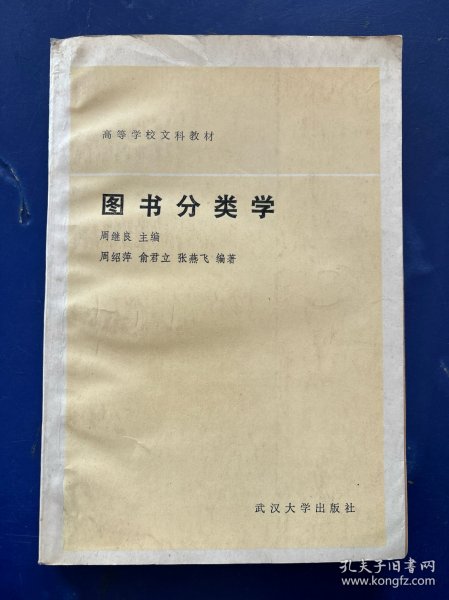 高等学校文科教材
图书分类学
周继良 主编
周绍萍 俞君立 张燕飞 编著
武汉大学出版社
孔夫子旧书网
www.kongfz.com